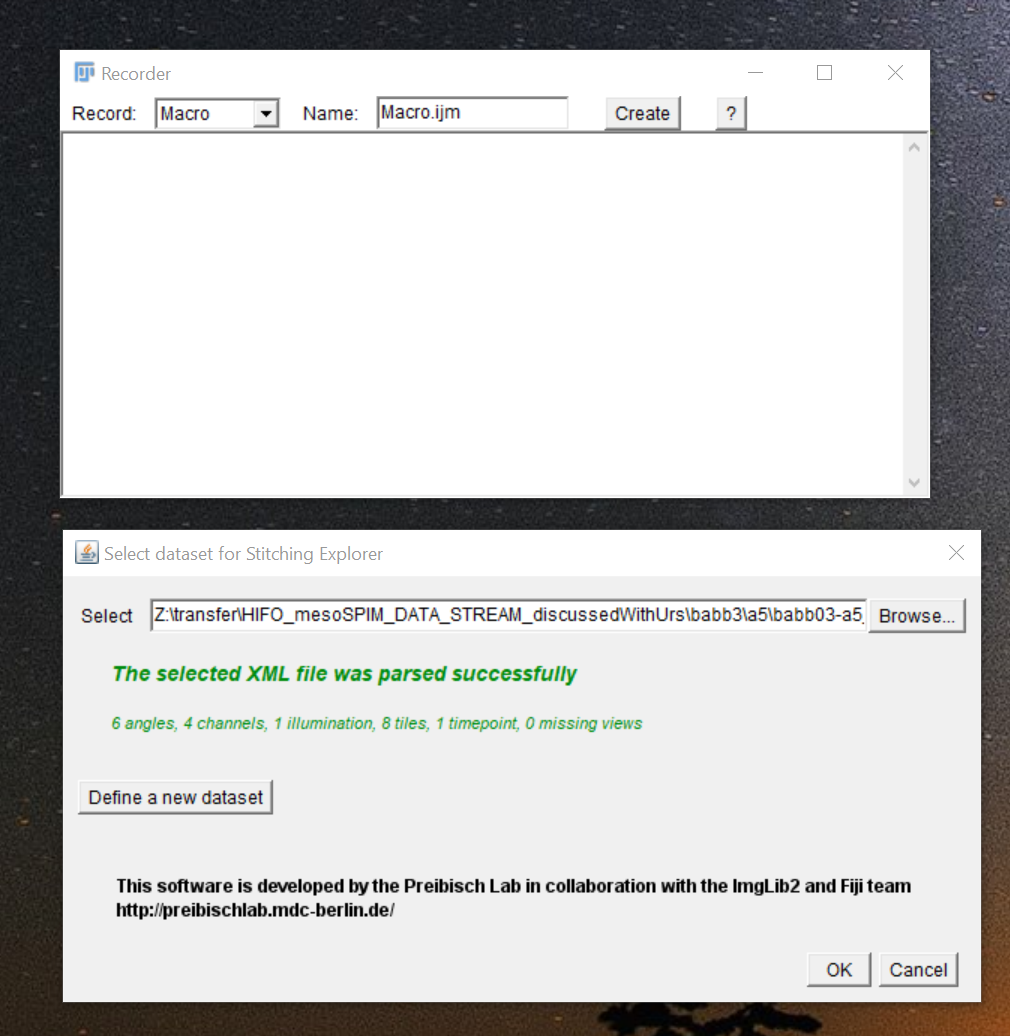 Recorder
Record: Macro Name: Macro.ijm Create ?
Select dataset for Stitching Explorer
Select Z:\transfer\HIFO_mesoSPIM_DATA_STREAM_discussedWithUrs\babb3\a5\babb03-a5_ Browse...
The selected XML file was parsed successfully
6 angles, 4 channels, 1 illumination, 8 tiles, 1 timepoint, 0 missing views
Define a new dataset
This software is developed by the Preibisch Lab in collaboration with the ImgLib2 and Fiji team
http://preibischlab.mdc-berlin.de/
OK Cancel